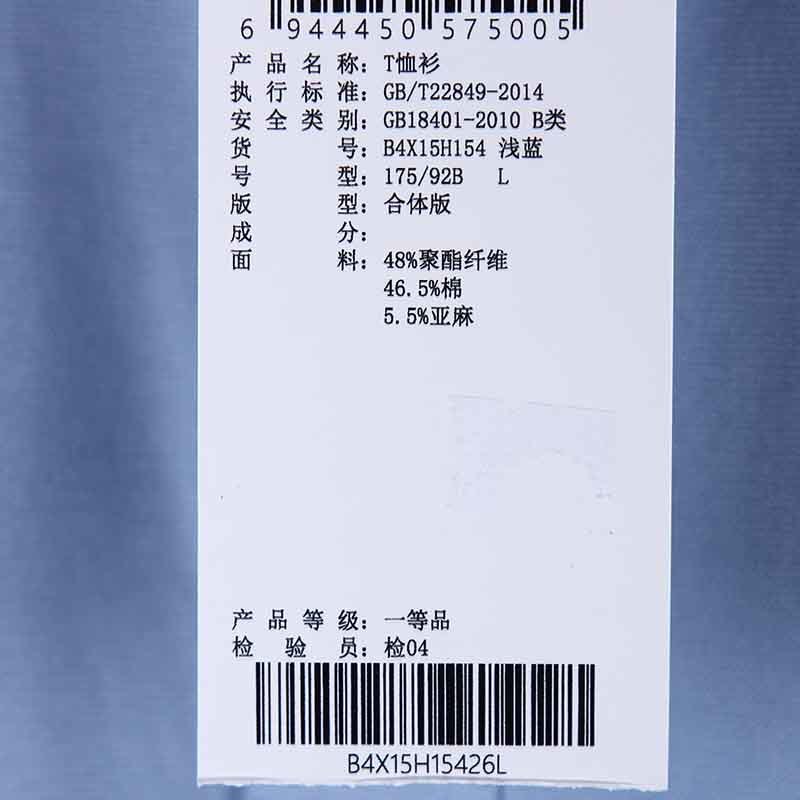 6 944450 575005
产品名称：T恤衫
执行标准：GB/T22849-2014
安全类别：GB18401-2010 B类
货号：B4X15H154 浅蓝
号型：175/92B L
版型：合体版
成分：
面料：48%聚酯纤维
46.5%棉
5.5%亚麻
产品等级：一等品
检验员：检04
B4X15H15426L